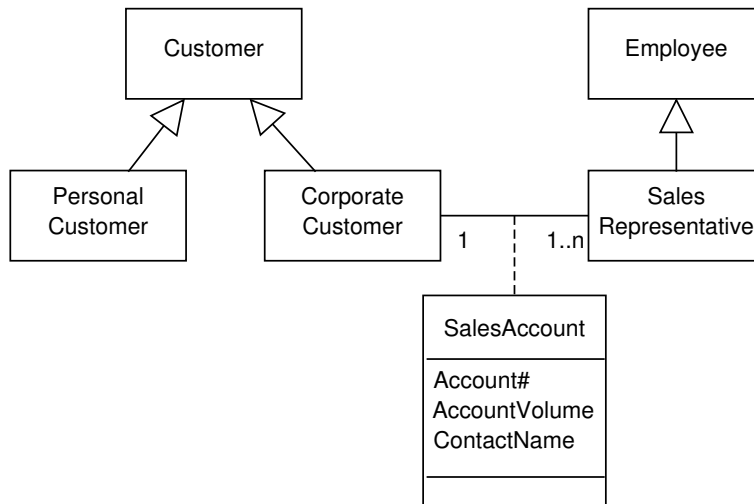 Customer
Employee
Personal
Customer
Corporate
Customer
Sales
Representative
1
1..n
SalesAccount
Account#
AccountVolume
ContactName